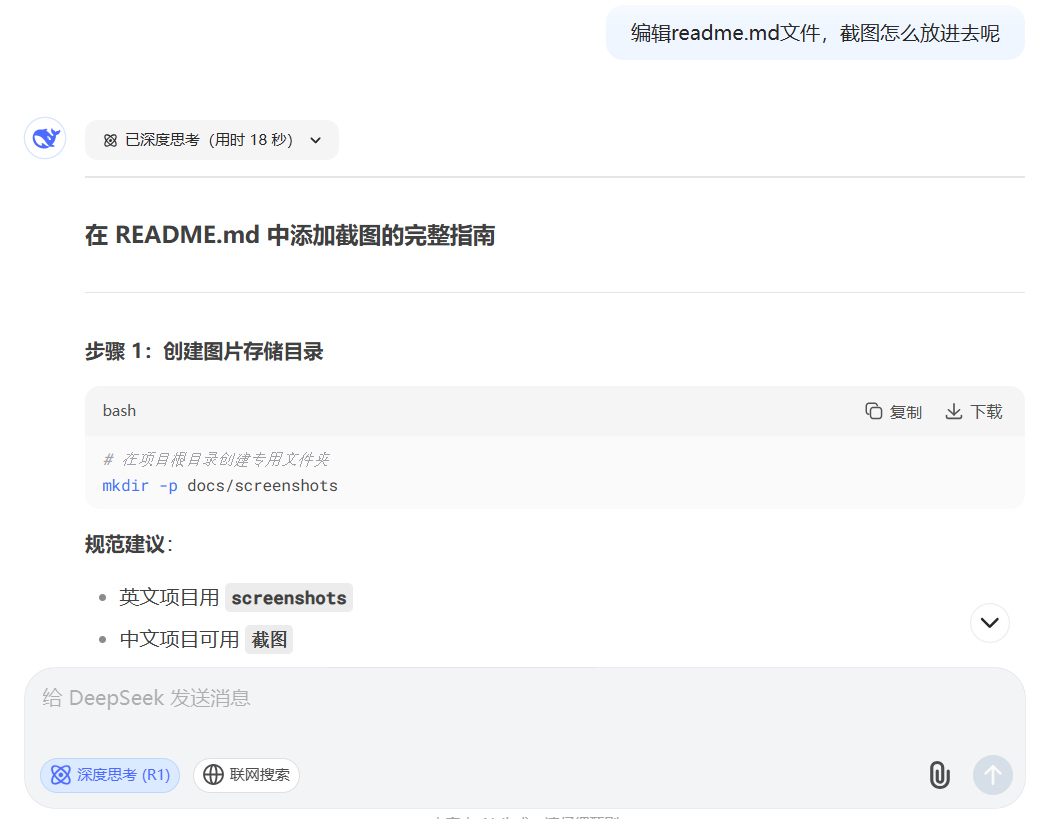 编辑readme.md文件，截图怎么放进去呢
已深度思考（用时 18 秒）
在 README.md 中添加截图的完整指南
步骤 1：创建图片存储目录
bash 复制 下载
# 在项目根目录创建专用文件夹
mkdir -p docs/screenshots
规范建议：
英文项目用 screenshots
中文项目可用 截图
给 DeepSeek 发送消息
深度思考 (R1) 联网搜索